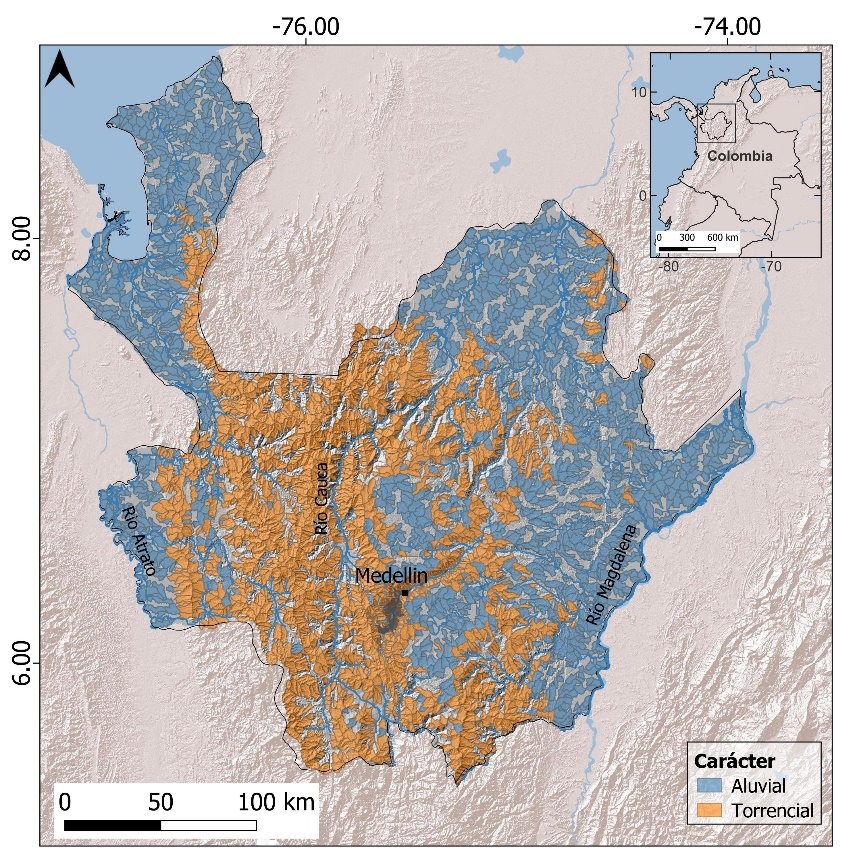 -76.00
-74.00
10
Colombia
0
0 300 600 km
-80
-70
8.00
Río Cauca
Río Atrato
Medellin
Río Magdalena
6.00
Carácter
Aluvial
Torrencial
0 50 100 km